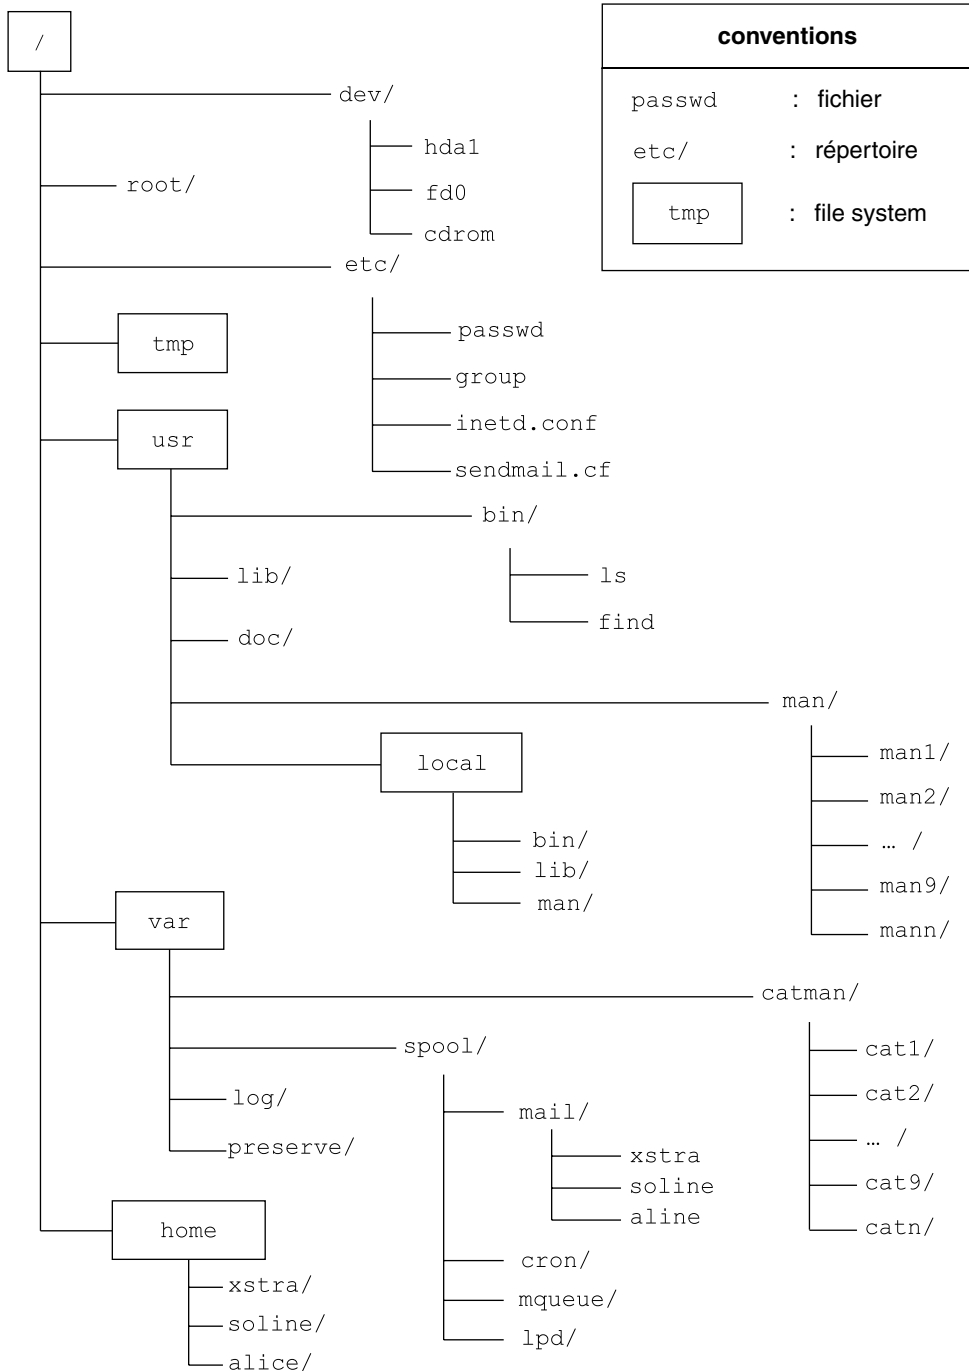 /
conventions
passwd : fichier
etc/ : répertoire
tmp : file system
dev/
hda1
fd0
cdrom
root/
etc/
passwd
group
inetd.conf
sendmail.cf
tmp
usr
bin/
ls
find
lib/
doc/
man/
man1/
man2/
… /
man9/
mann/
local
bin/
lib/
man/
var
catman/
cat1/
cat2/
… /
cat9/
catn/
spool/
mail/
xstra
soline
aline
cron/
mqueue/
lpd/
log/
preserve/
home
xstra/
soline/
alice/